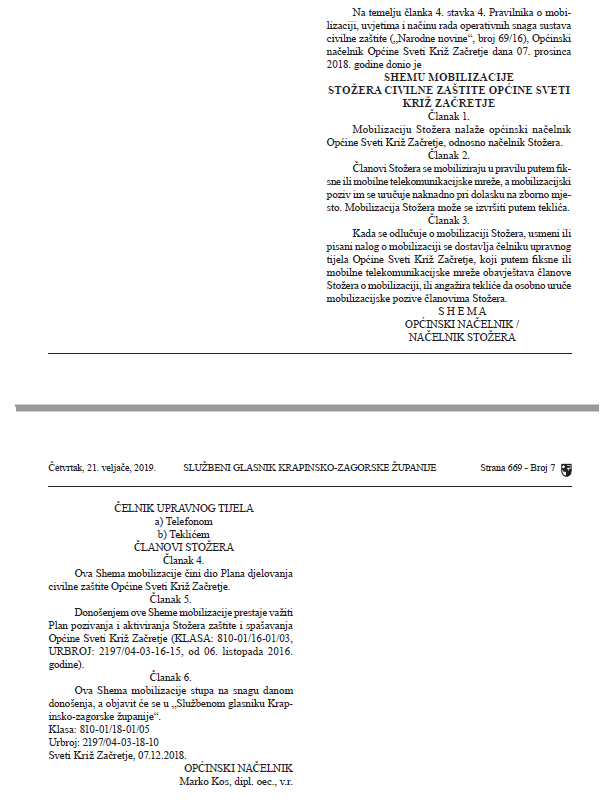 Na temelju članka 4. stavka 4. Pravilnika o mobi-
lizaciji, uvjetima i načinu rada operativnih snaga sustava
civilne zaštite („Narodne novine“, broj 69/16), Općinski
načelnik Općine Sveti Križ Začretje dana 07. prosinca
2018. godine donio je
SHEMU MOBILIZACIJE
STOŽERA CIVILNE ZAŠTITE OPĆINE SVETI
KRIŽ ZAČRETJE
Članak 1.
Mobilizaciju Stožera nalaže općinski načelnik
Općine Sveti Križ Začretje, odnosno načelnik Stožera.
Članak 2.
Članovi Stožera se mobiliziraju u pravilu putem fik-
sne ili mobilne telekomunikacijske mreže, a mobilizacijski
poziv im se uručuje naknadno pri dolasku na zborno mje-
sto. Mobilizacija Stožera može se izvršiti putem teklića.
Članak 3.
Kada se odlučuje o mobilizaciji Stožera, usmeni ili
pisani nalog o mobilizaciji se dostavlja čelniku upravnog
tijela Općine Sveti Križ Začretje, koji putem fiksne ili
mobilne telekomunikacijske mreže obavještava članove
Stožera o mobilizaciji, ili angažira tekliće da osobno uruče
mobilizacijske pozive članovima Stožera.
S H E M A
OPĆINSKI NAČELNIK /
NAČELNIK STOŽERA
Četvrtak, 21. veljače, 2019. SLUŽBENI GLASNIK KRAPINSKO-ZAGORSKE ŽUPANIJE Strana 669 - Broj 7
ČELNIK UPRAVNOG TIJELA
a) Telefonom
b) Teklićem
ČLANOVI STOŽERA
Članak 4.
Ova Shema mobilizacije čini dio Plana djelovanja
civilne zaštite Općine Sveti Križ Začretje.
Članak 5.
Donošenjem ove Sheme mobilizacije prestaje važiti
Plan pozivanja i aktiviranja Stožera zaštite i spašavanja
Općine Sveti Križ Začretje (KLASA: 810-01/16-01/03,
URBROJ: 2197/04-03-16-15, od 06. listopada 2016.
godine).
Članak 6.
Ova Shema mobilizacije stupa na snagu danom
donošenja, a objavit će se u „Službenom glasniku Krap-
insko-zagorske županije“.
Klasa: 810-01/18-01/05
Urbroj: 2197/04-03-18-10
Sveti Križ Začretje, 07.12.2018.
OPĆINSKI NAČELNIK
Marko Kos, dipl. oec., v.r.